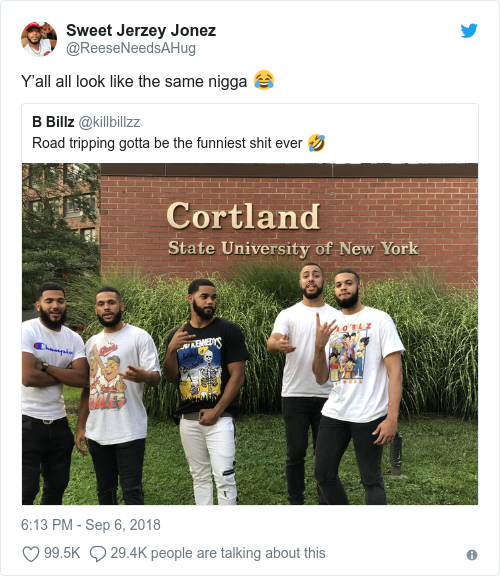 Sweet Jerzey Jonez
@ReeseNeedsAHug
Y'all all look like the same nigga 😂
B Billz @killbillzz
Road tripping gotta be the funniest shit ever 🤣
Cortland
State University of New York
Champion
KENNEDYS
6:13 PM - Sep 6, 2018
99.5K 29.4K people are talking about this